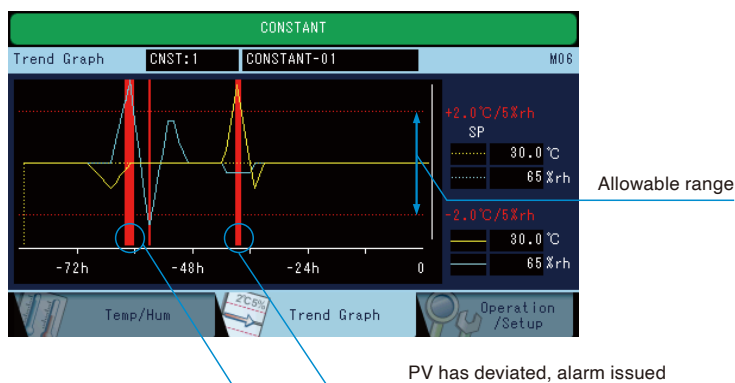 CONSTANT
Trend Graph CNST:1 CONSTANT-01 M06
+2.0℃/5%rh
SP
30.0 ℃
65 %rh
Allowable range
-2.0℃/5%rh
30.0 ℃
65 %rh
-72h -48h -24h 0
Temp/Hum
2℃5%
Trend Graph
Operation
/Setup
PV has deviated, alarm issued